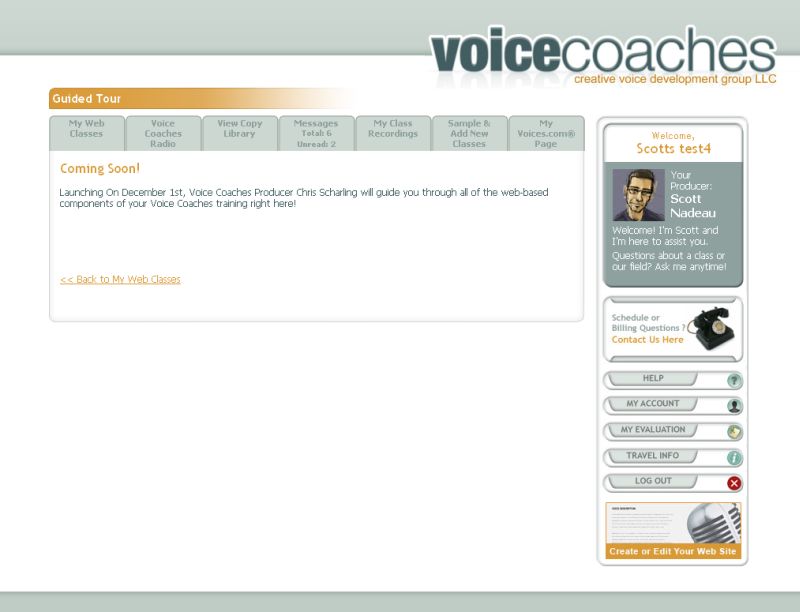 voicecoaches
creative voice development group LLC
Guided Tour
My Web
Classes
Voice
Coaches
Radio
View Copy
Library
Messages
Total: 6
Unread: 2
My Class
Recordings
Sample &
Add New
Classes
My
Voices.com®
Page
Coming Soon!
Launching On December 1st, Voice Coaches Producer Chris Scharling will guide you through all of the web-based
components of your Voice Coaches training right here!
<< Back to My Web Classes
Welcome,
Scotts test4
Your
Producer:
Scott
Nadeau
Welcome! I'm Scott and
I'm here to assist you.
Questions about a class or
our field? Ask me anytime!
Schedule or
Billing Questions ?
Contact Us Here
HELP
?
MY ACCOUNT
MY EVALUATION
TRAVEL INFO
i
LOG OUT
Create or Edit Your Web Site